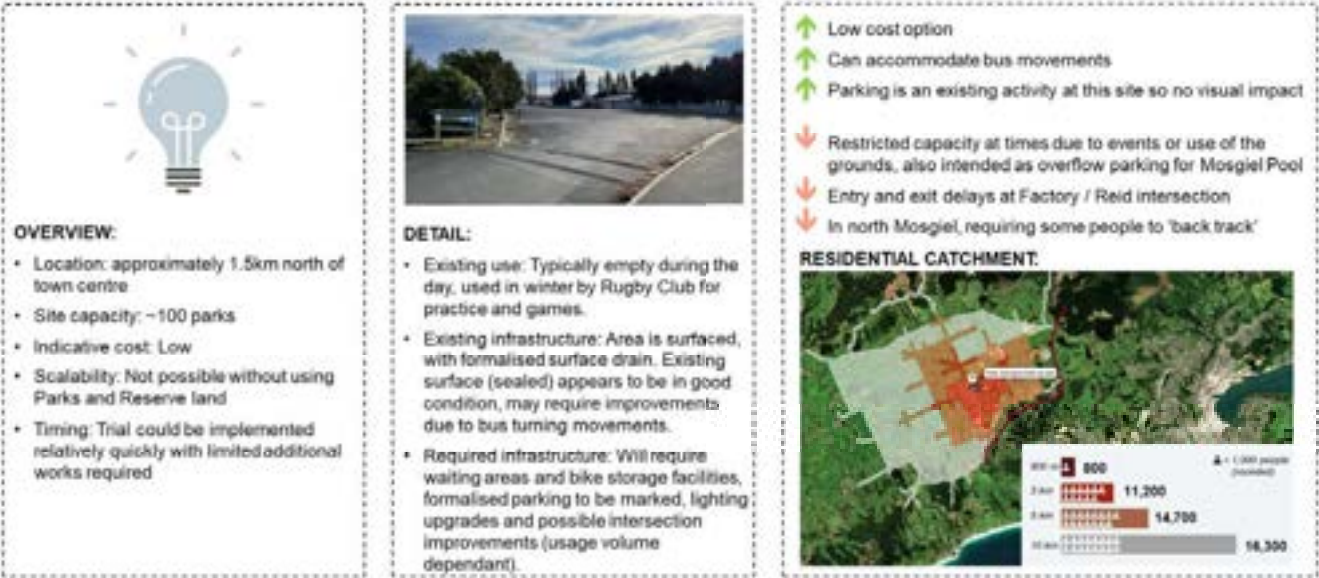 OVERVIEW:
• Location: approximately 1.5km north of
town centre
• Site capacity: ~100 parks
• Indicative cost: Low
• Scalability: Not possible without using
Parks and Reserve land
• Timing: Trial could be implemented
relatively quickly with limited additional
works required
DETAIL:
• Existing use: Typically empty during the
day, used in winter by Rugby Club for
practice and games.
• Existing infrastructure: Area is surfaced,
with formalised surface drain. Existing
surface (sealed) appears to be in good
condition, may require improvements
due to bus turning movements.
• Required infrastructure: Will require
waiting areas and bike storage facilities,
formalised parking to be marked, lighting
upgrades and possible intersection
improvements (usage volume
dependant).
Low cost option
Can accommodate bus movements
Parking is an existing activity at this site so no visual impact
Restricted capacity at times due to events or use of the
grounds, also intended as overflow parking for Mosgiel Pool
Entry and exit delays at Factory / Reid intersection
In north Mosgiel, requiring some people to 'back track'
RESIDENTIAL CATCHMENT:
= 1,000 people
(rounded)
800 m 800
11,200
14,700
16,300